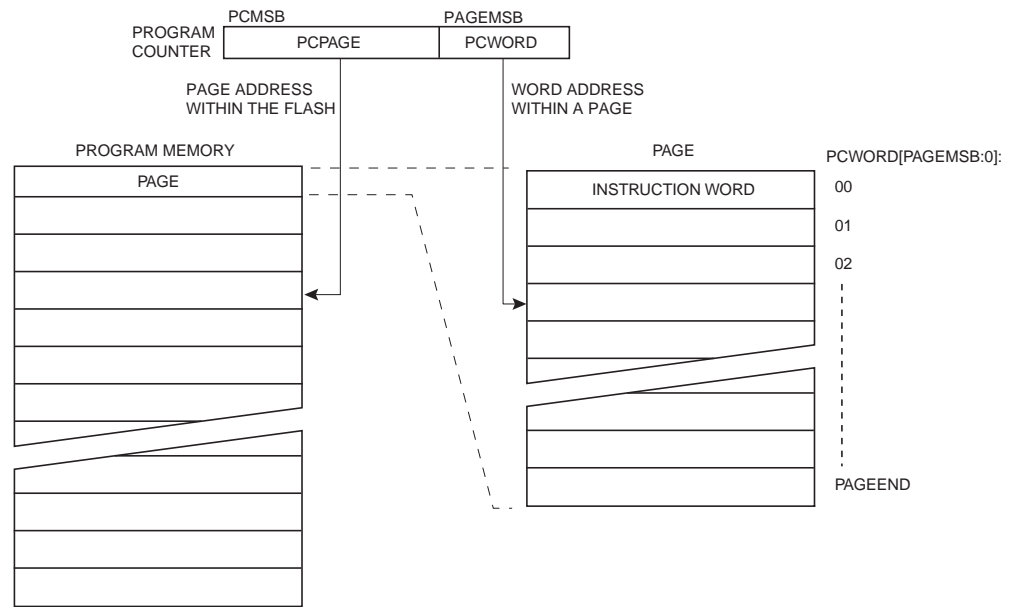 PCMSB
PAGEMSB
PROGRAM
COUNTER
PCPAGE
PCWORD
PAGE ADDRESS
WITHIN THE FLASH
WORD ADDRESS
WITHIN A PAGE
PROGRAM MEMORY
PAGE
PAGE
PCWORD[PAGEMSB:0]:
INSTRUCTION WORD
00
01
02
PAGEEND